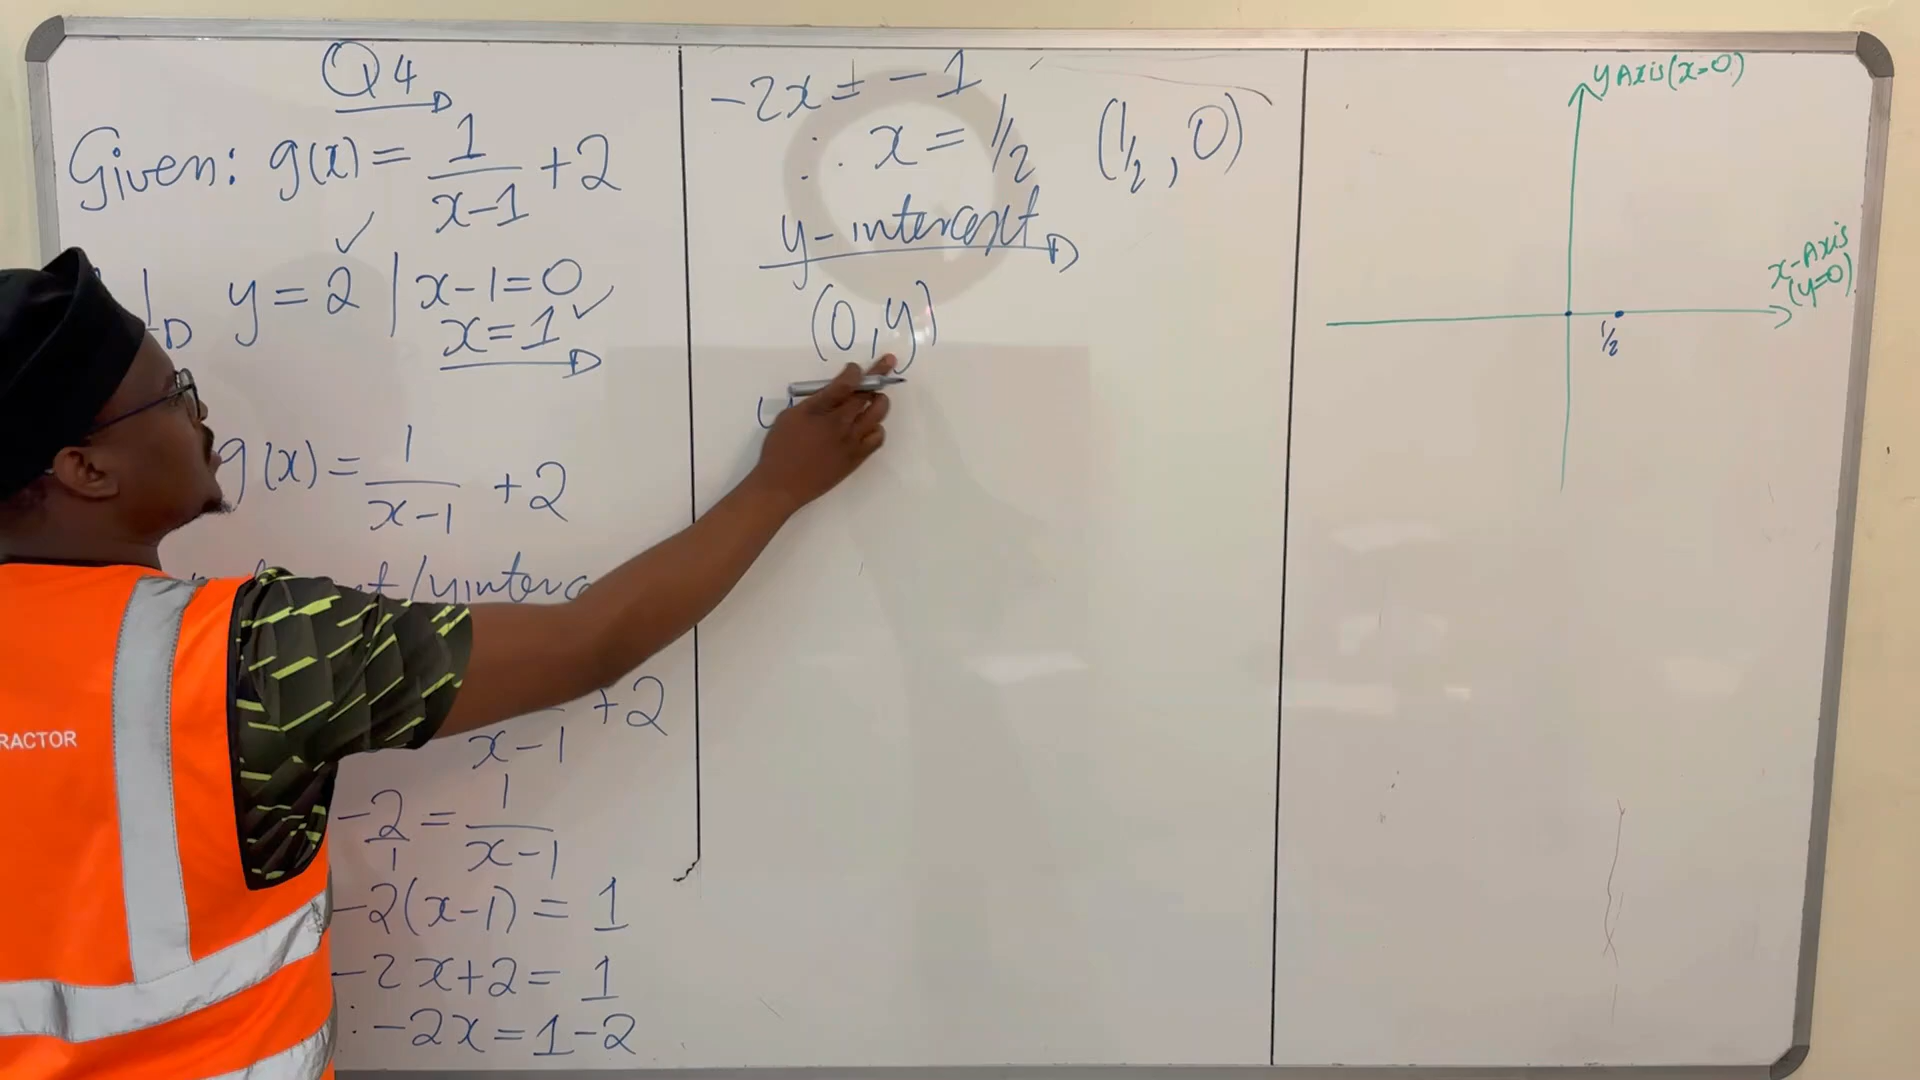 Q4
Given: g(x) = 1/(x-1) + 2
y = 2 ✓ | x-1=0
x = 1 ✓
g(x) = 1/(x-1) + 2
/yinterce
x-1 +2
-2/1 = 1/(x-1)
-2(x-1) = 1
-2x+2 = 1
: -2x = 1-2
-2x = -1
∴ x = 1/2 (1/2, 0)
y-intercept
(0, y)
y Axis (x=0)
x-Axis
(y=0)
1/2
RACTOR